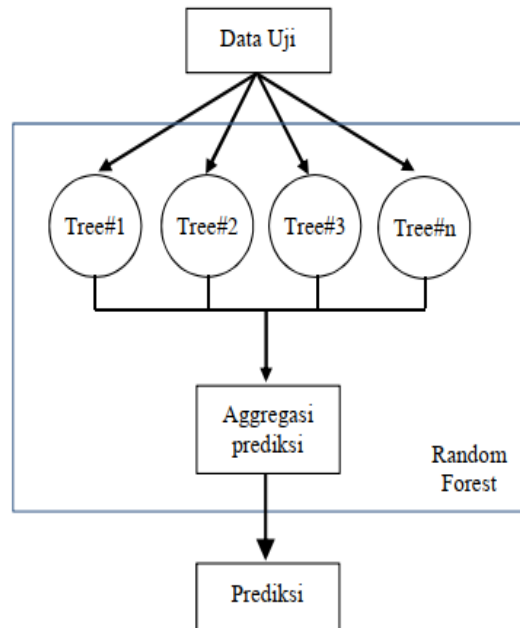 Data Uji
Tree#1
Tree#2
Tree#3
Tree#n
Aggregasi
prediksi
Random
Forest
Prediksi